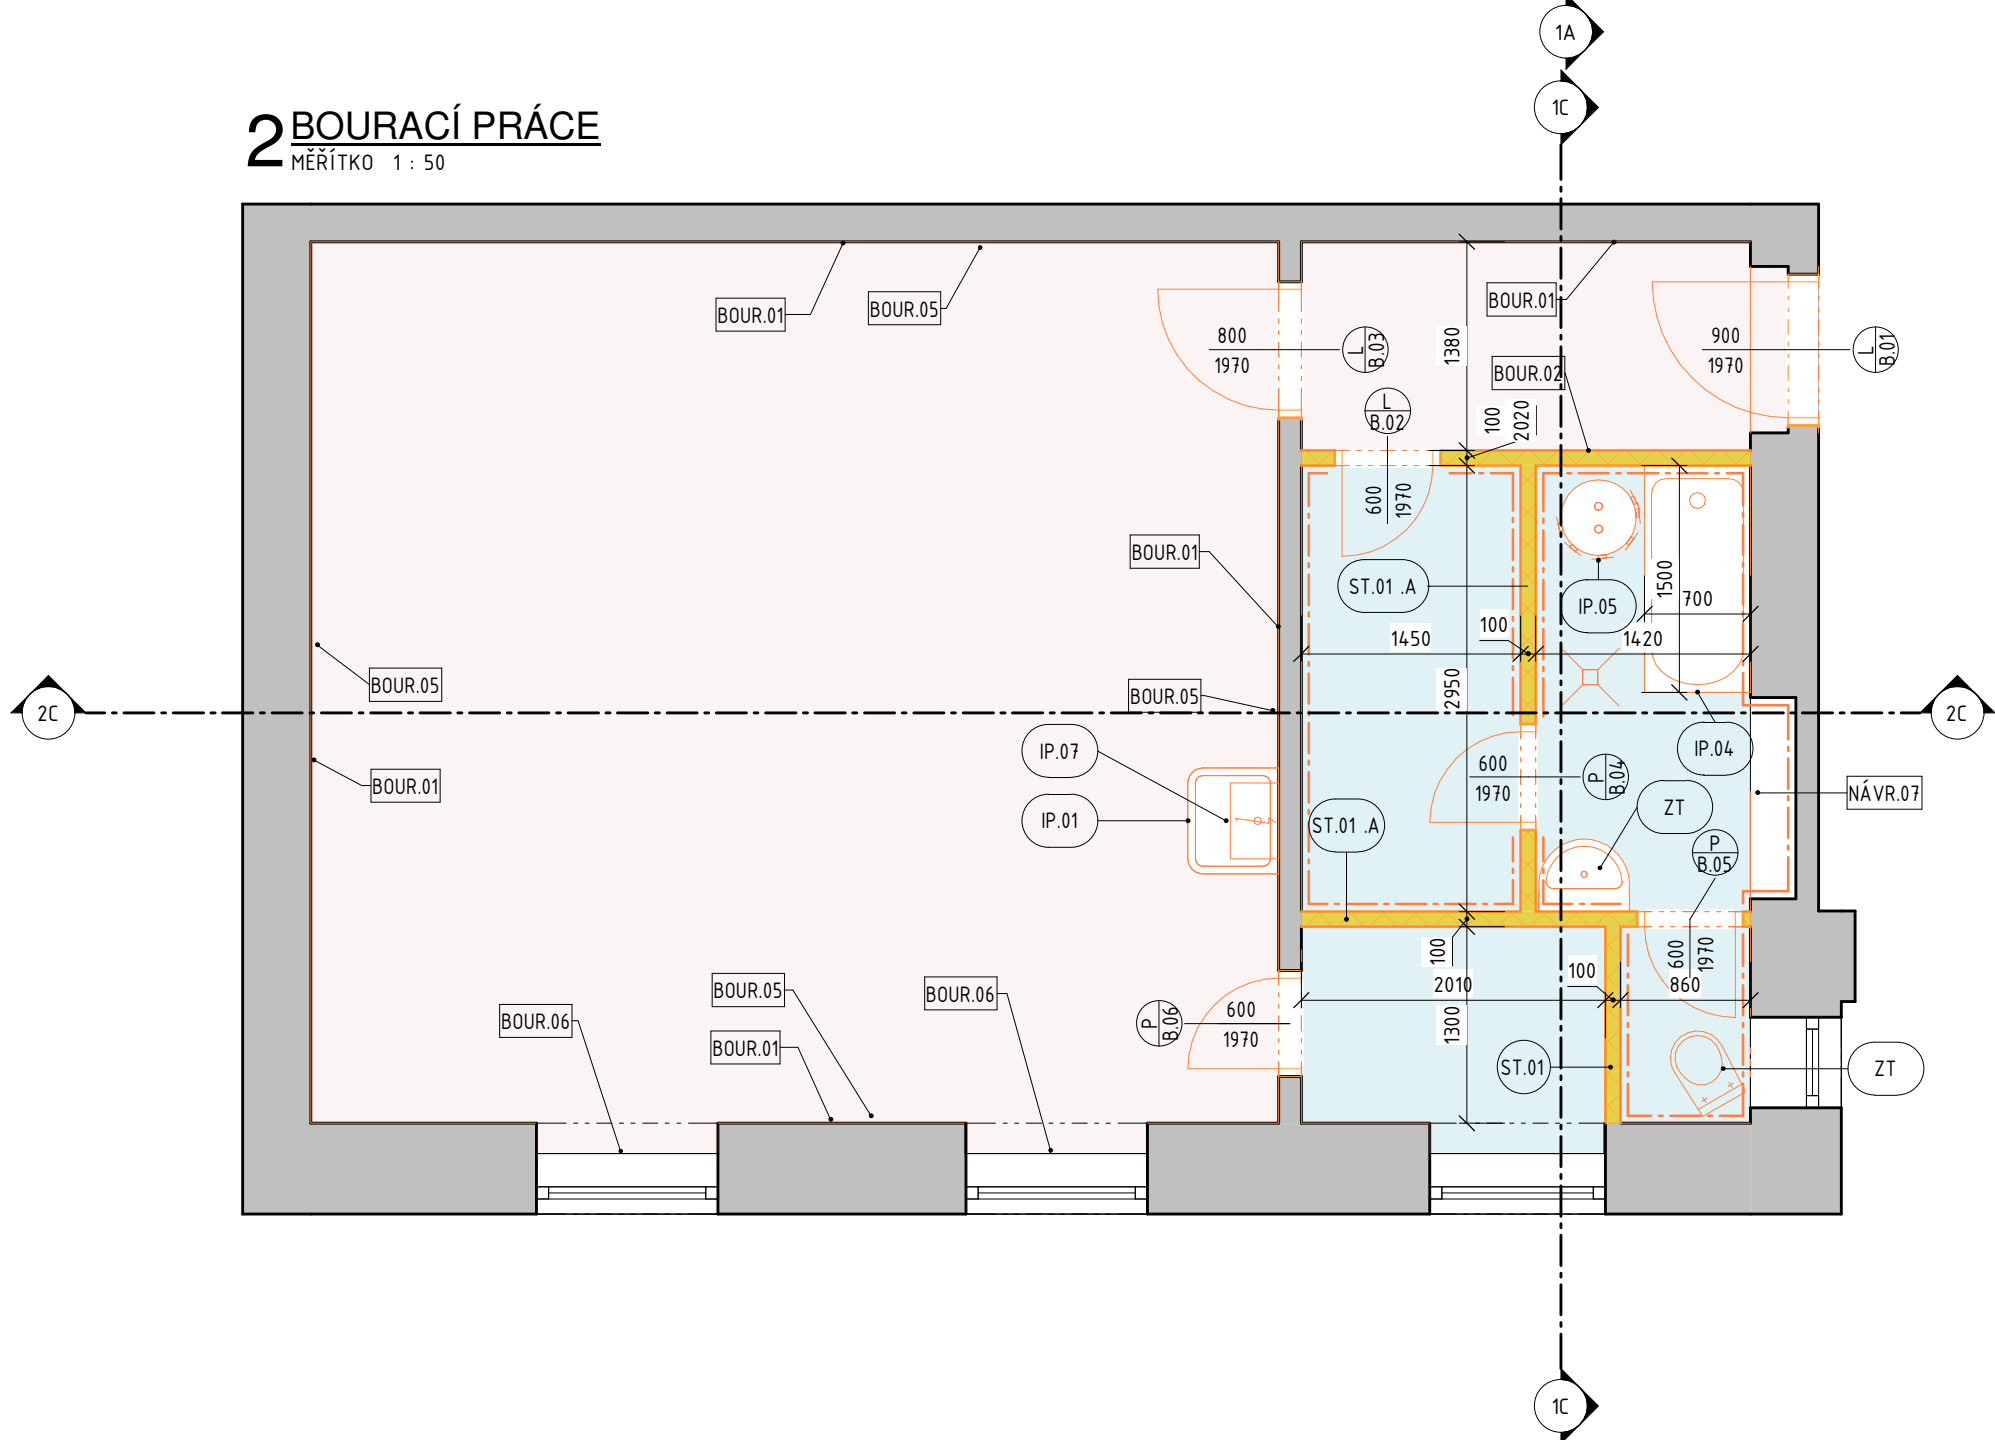 1A
1C
2 BOURACÍ PRÁCE
MĚŘÍTKO 1 : 50
BOUR.01
BOUR.05
BOUR.01
800
1970
L
B.03
1380
900
1970
L
B.01
BOUR.02
L
B.02
100
2020
600
1970
BOUR.01
ST.01 .A
IP.05
1500
700
1450
100
1420
BOUR.05
BOUR.05
2950
2C
2C
IP.07
IP.04
BOUR.01
600
1970
P
B.04
ZT
NÁVR.07
IP.01
ST.01 .A
P
B.05
100
600
1970
BOUR.05
BOUR.06
2010
100
860
BOUR.06
BOUR.01
P
B.06
600
1970
1300
ST.01
ZT
1C